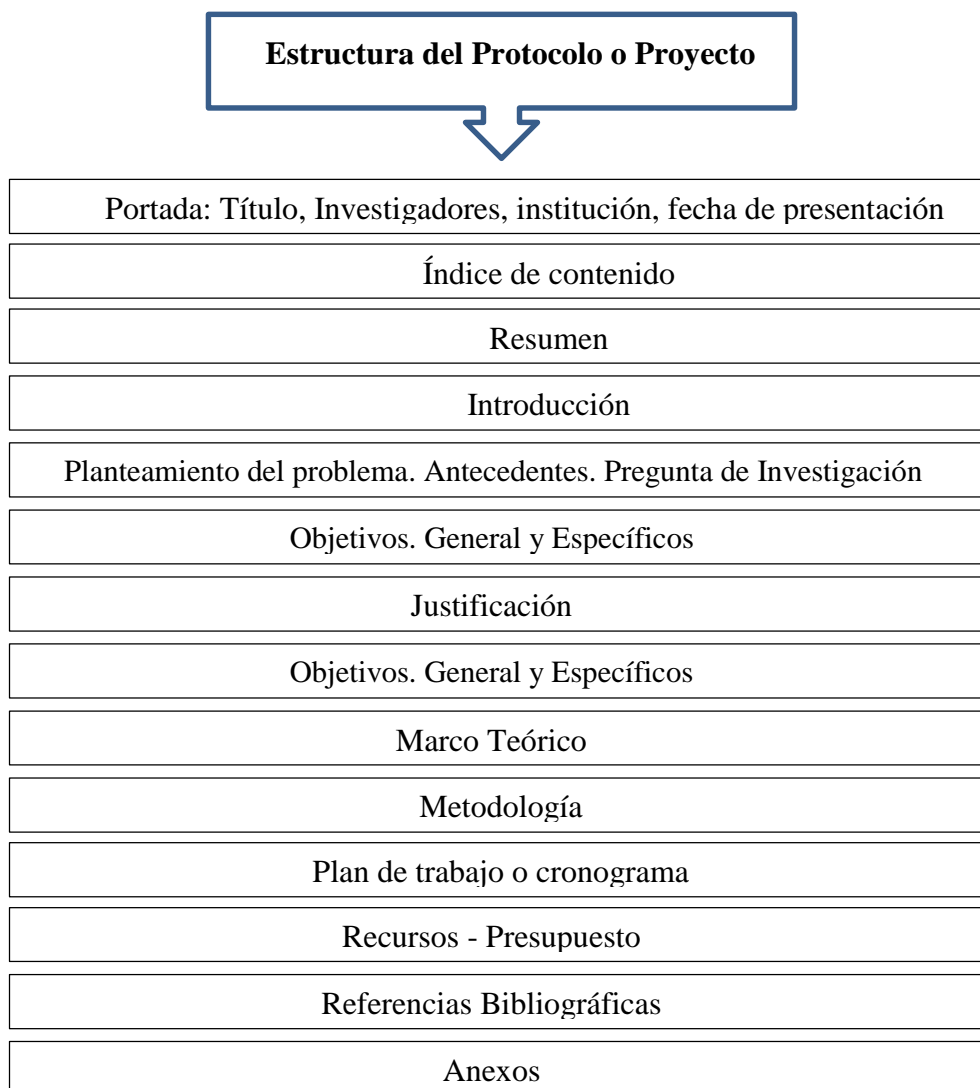 Estructura del Protocolo o Proyecto
Portada: Título, Investigadores, institución, fecha de presentación
Índice de contenido
Resumen
Introducción
Planteamiento del problema. Antecedentes. Pregunta de Investigación
Objetivos. General y Específicos
Justificación
Objetivos. General y Específicos
Marco Teórico
Metodología
Plan de trabajo o cronograma
Recursos - Presupuesto
Referencias Bibliográficas
Anexos